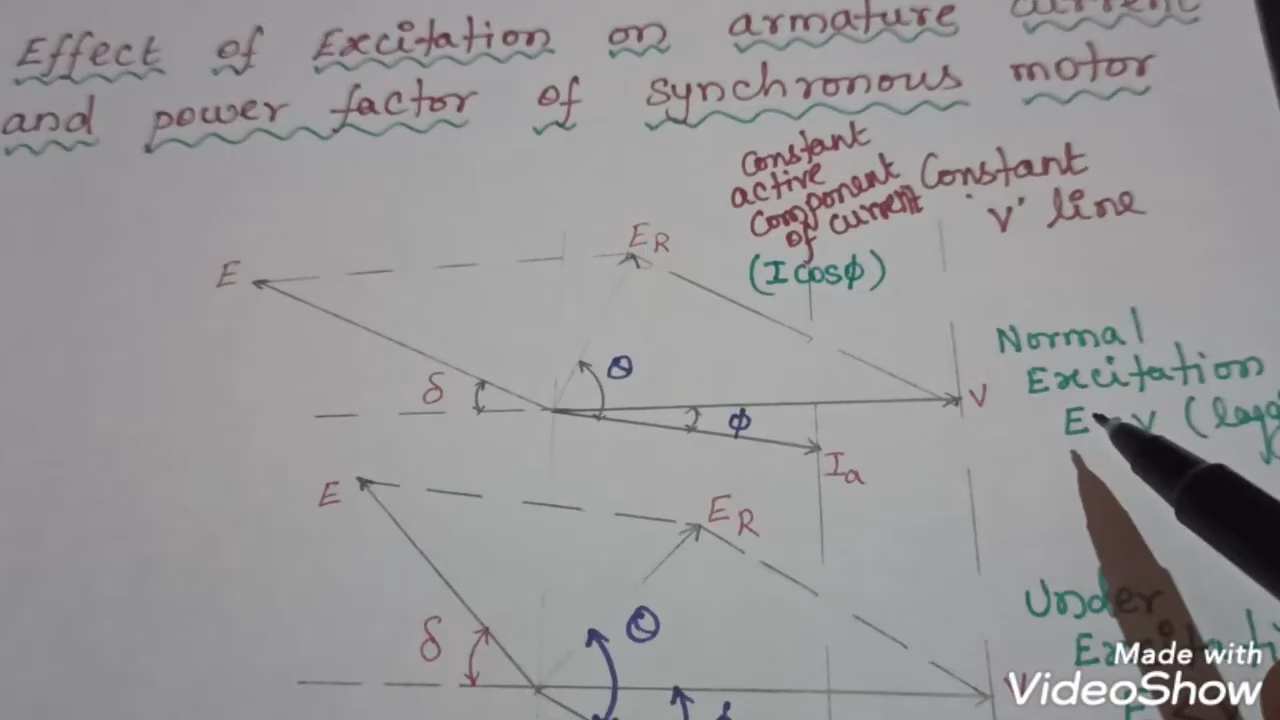 Effect of Excitation on armature current
and power factor of synchronous motor
constant
active
component
of current
(I cosϕ)
Constant
'V' line
E
E_R
δ
θ
ϕ
V
I_a
Normal
Excitation
E
V
E
E_R
δ
θ
Under
Made with
VideoShow